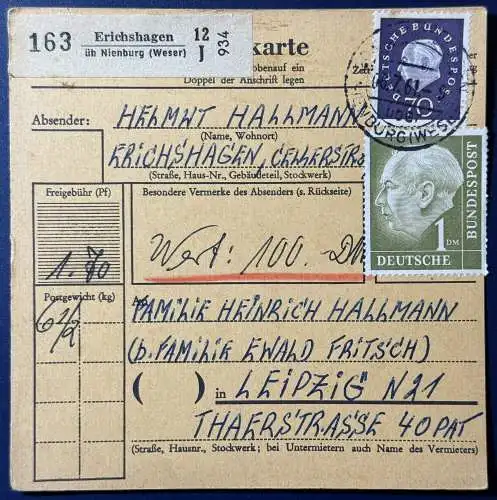 163 Erichshagen 12
üb Nienburg (Weser) J 934
karte
obenauf ein
Doppel der Anschrift legen
DEUTSCHE BUNDESPOST
70
Absender: HELMUT HALLMANN
(Name, Wohnort)
ERICHSHAGEN, CELLERSTR
(Straße, Haus-Nr., Gebäudeteil, Stockwerk)
Freigebühr (Pf)
Besondere Vermerke des Absenders (s. Rückseite)
1.70
Wert: 100.- DM
1 DM
DEUTSCHE BUNDESPOST
Postgewicht (kg)
6 1/2
An
FAMILIE HEINRICH HALLMANN
(b. FAMILIE EWALD FRITSCH)
( ) in LEIPZIG N21
THAERSTRASSE 40 PAT
(Straße, Hausnr., Stockwerk; bei Untermietern auch Name des Vermieters)